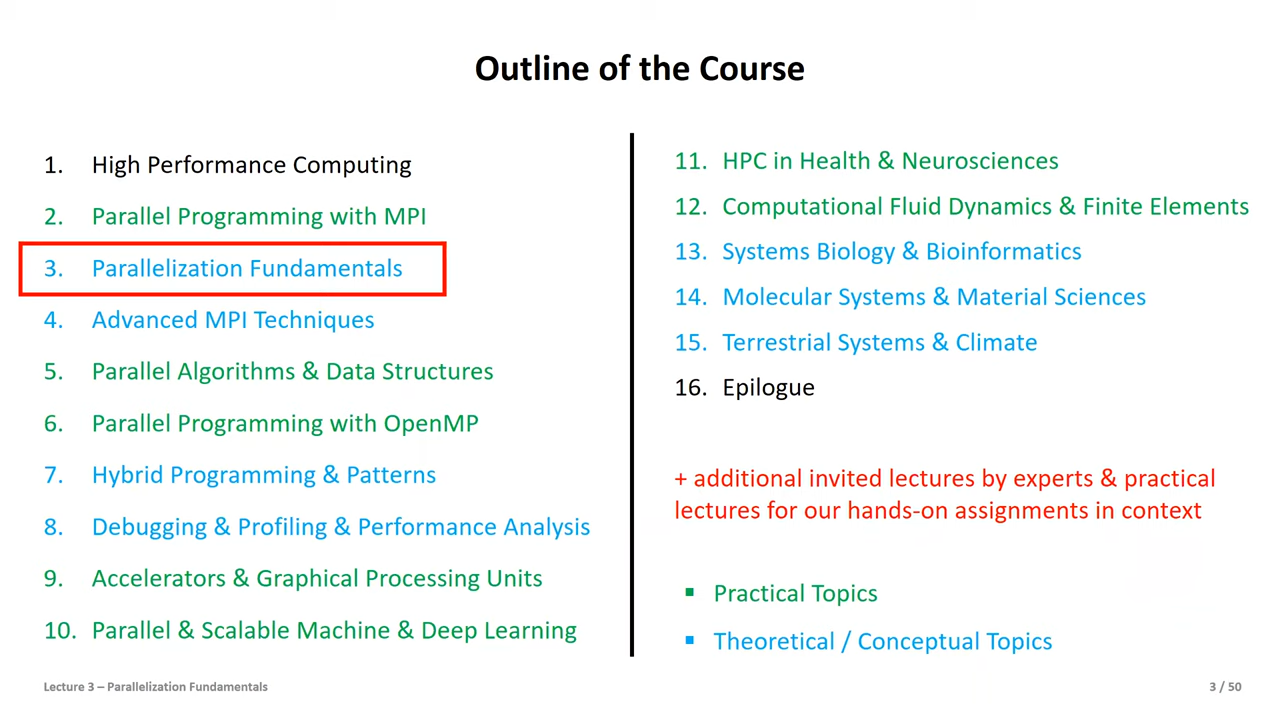 Outline of the Course
1. High Performance Computing
2. Parallel Programming with MPI
3. Parallelization Fundamentals
4. Advanced MPI Techniques
5. Parallel Algorithms & Data Structures
6. Parallel Programming with OpenMP
7. Hybrid Programming & Patterns
8. Debugging & Profiling & Performance Analysis
9. Accelerators & Graphical Processing Units
10. Parallel & Scalable Machine & Deep Learning
11. HPC in Health & Neurosciences
12. Computational Fluid Dynamics & Finite Elements
13. Systems Biology & Bioinformatics
14. Molecular Systems & Material Sciences
15. Terrestrial Systems & Climate
16. Epilogue
+ additional invited lectures by experts & practical
lectures for our hands-on assignments in context
▪ Practical Topics
▪ Theoretical / Conceptual Topics
Lecture 3 – Parallelization Fundamentals
3 / 50